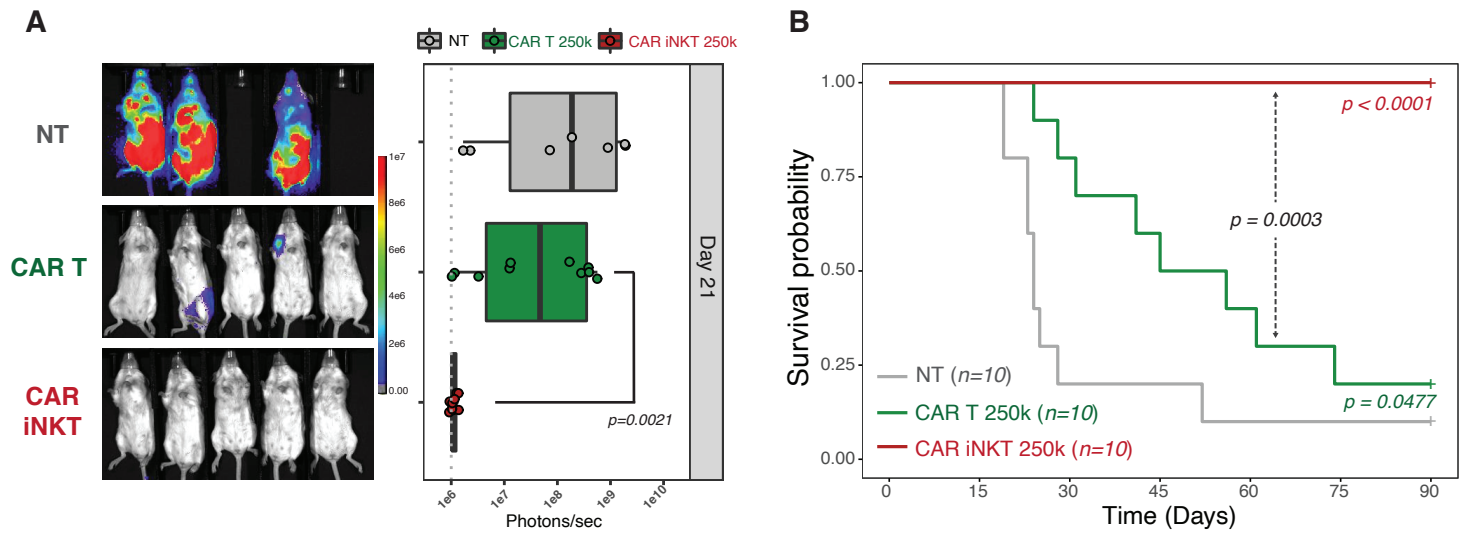 A
NT
CAR T
CAR
iNKT
1e7
8e6
6e6
4e6
2e6
0.00
NT
CAR T 250k
CAR iNKT 250k
Day 21
p=0.0021
1e6
1e7
1e8
1e9
1e10
Photons/sec
B
Survival probability
1.00
0.75
0.50
0.25
0.00
p < 0.0001
p = 0.0003
p = 0.0477
NT (n=10)
CAR T 250k (n=10)
CAR iNKT 250k (n=10)
0
15
30
45
60
75
90
Time (Days)